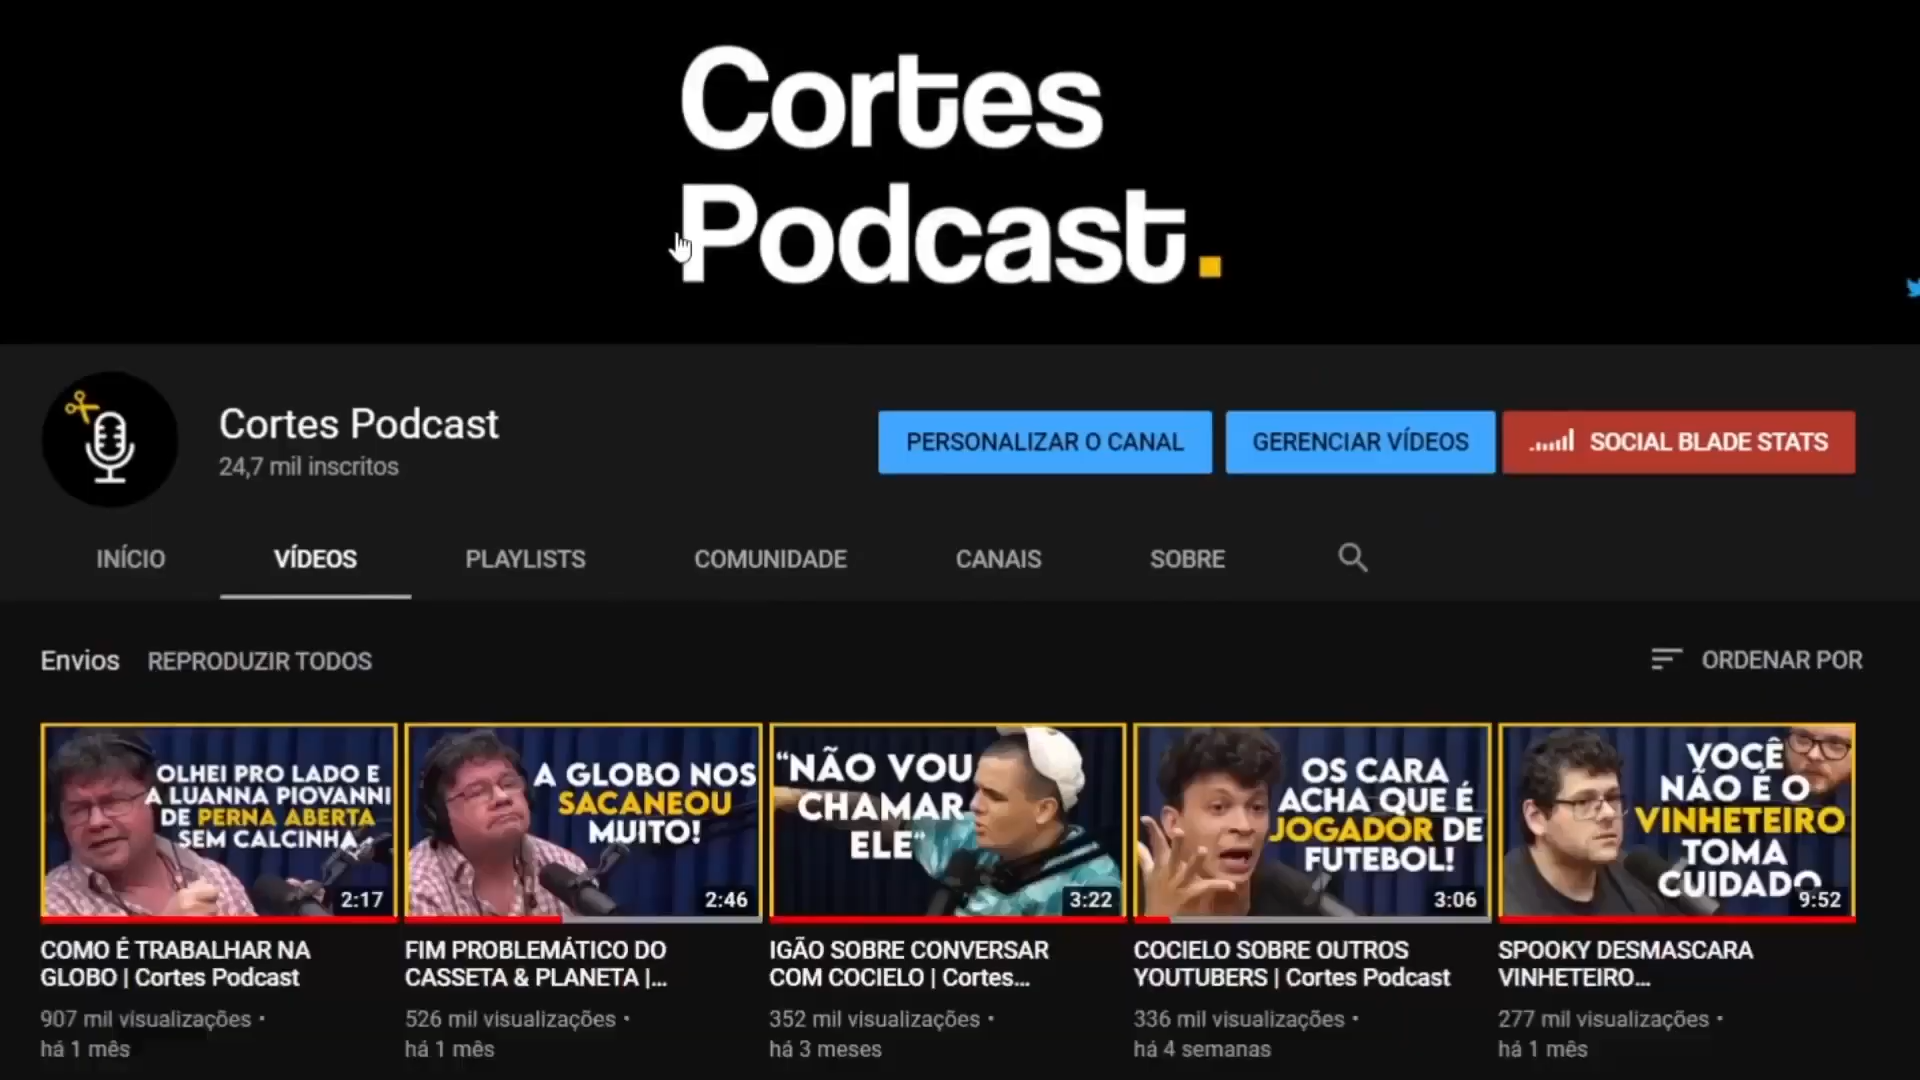 Cortes
Podcast.
Cortes Podcast
24,7 mil inscritos
PERSONALIZAR O CANAL
GERENCIAR VÍDEOS
SOCIAL BLADE STATS
INÍCIO
VÍDEOS
PLAYLISTS
COMUNIDADE
CANAIS
SOBRE
Envios
REPRODUZIR TODOS
ORDENAR POR
OLHEI PRO LADO E
A LUANNA PIOVANNI
DE PERNA ABERTA
SEM CALCINHA
2:17
COMO É TRABALHAR NA
GLOBO | Cortes Podcast
907 mil visualizações •
há 1 mês
A GLOBO NOS
SACANEOU
MUITO!
2:46
FIM PROBLEMÁTICO DO
CASSETA & PLANETA |...
526 mil visualizações •
há 1 mês
“NÃO VOU
CHAMAR
ELE“
3:22
IGÃO SOBRE CONVERSAR
COM COCIELO | Cortes...
352 mil visualizações •
há 3 meses
OS CARA
ACHA QUE É
JOGADOR DE
FUTEBOL!
3:06
COCIELO SOBRE OUTROS
YOUTUBERS | Cortes Podcast
336 mil visualizações •
há 4 semanas
VOCÊ
NÃO É O
VINHETEIRO
TOMA
CUIDADO
9:52
SPOOKY DESMASCARA
VINHETEIRO...
277 mil visualizações •
há 1 mês